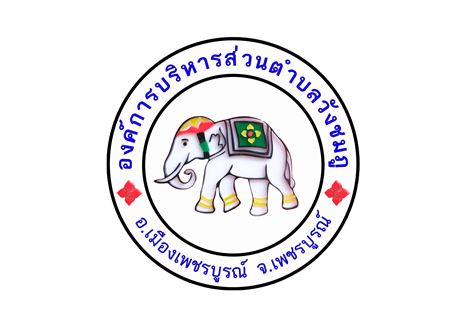 องค์การบริหารส่วนตำบลวังชมภู
อ.เมืองเพชรบูรณ์ จ.เพชรบูรณ์